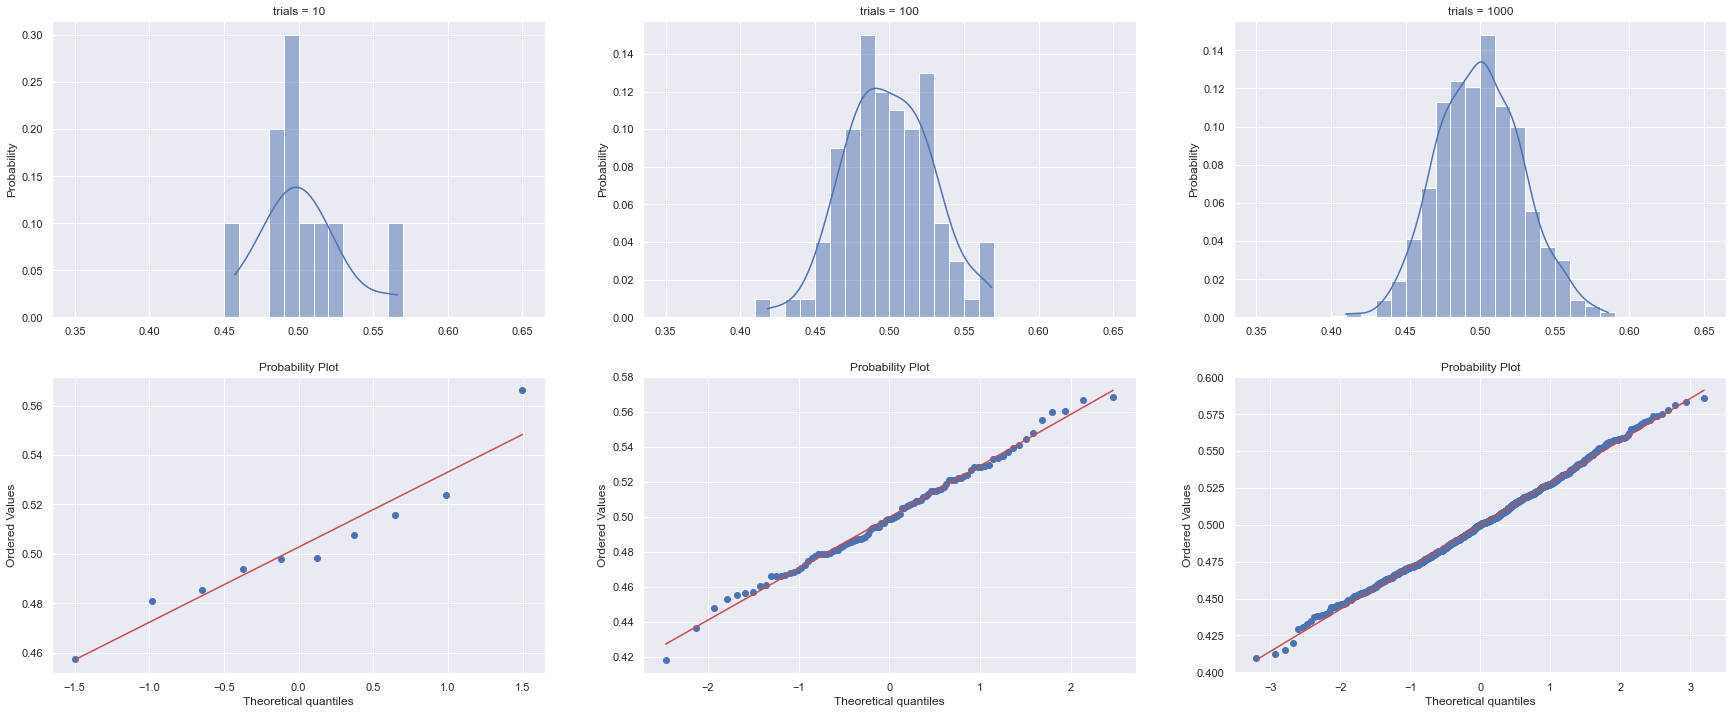 trials = 10
Probability
0.30
0.25
0.20
0.15
0.10
0.05
0.00
0.35 0.40 0.45 0.50 0.55 0.60 0.65
trials = 100
Probability
0.14
0.12
0.10
0.08
0.06
0.04
0.02
0.00
0.35 0.40 0.45 0.50 0.55 0.60 0.65
trials = 1000
Probability
0.14
0.12
0.10
0.08
0.06
0.04
0.02
0.00
0.35 0.40 0.45 0.50 0.55 0.60 0.65
Probability Plot
Ordered Values
0.56
0.54
0.52
0.50
0.48
0.46
−1.5 −1.0 −0.5 0.0 0.5 1.0 1.5
Theoretical quantiles
Probability Plot
Ordered Values
0.58
0.56
0.54
0.52
0.50
0.48
0.46
0.44
0.42
−2 −1 0 1 2
Theoretical quantiles
Probability Plot
Ordered Values
0.600
0.575
0.550
0.525
0.500
0.475
0.450
0.425
0.400
−3 −2 −1 0 1 2 3
Theoretical quantiles